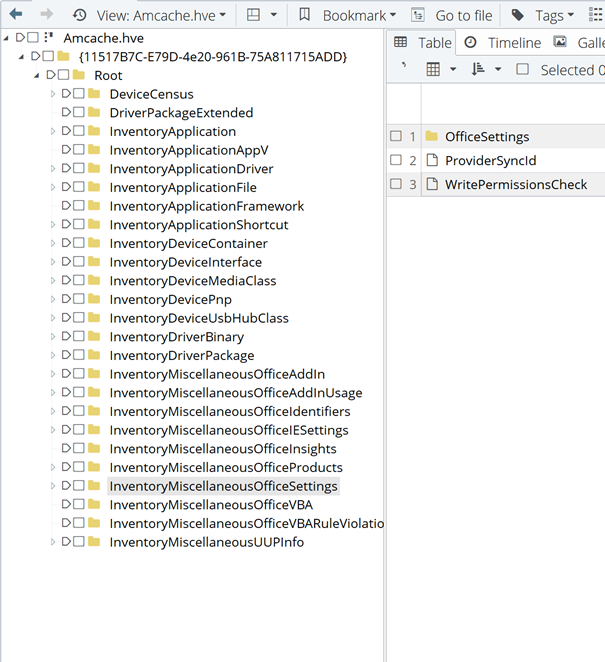 View: Amcache.hve
Bookmark
Go to file
Tags
Amcache.hve
{11517B7C-E79D-4e20-961B-75A811715ADD}
Root
DeviceCensus
DriverPackageExtended
InventoryApplication
InventoryApplicationAppV
InventoryApplicationDriver
InventoryApplicationFile
InventoryApplicationFramework
InventoryApplicationShortcut
InventoryDeviceContainer
InventoryDeviceInterface
InventoryDeviceMediaClass
InventoryDevicePnp
InventoryDeviceUsbHubClass
InventoryDriverBinary
InventoryDriverPackage
InventoryMiscellaneousOfficeAddIn
InventoryMiscellaneousOfficeAddInUsage
InventoryMiscellaneousOfficeIdentifiers
InventoryMiscellaneousOfficeIESettings
InventoryMiscellaneousOfficeInsights
InventoryMiscellaneousOfficeProducts
InventoryMiscellaneousOfficeSettings
InventoryMiscellaneousOfficeVBA
InventoryMiscellaneousOfficeVBARuleViolatio
InventoryMiscellaneousUUPInfo
Table
Timeline
Galle
Selected 0
1 OfficeSettings
2 ProviderSyncId
3 WritePermissionsCheck